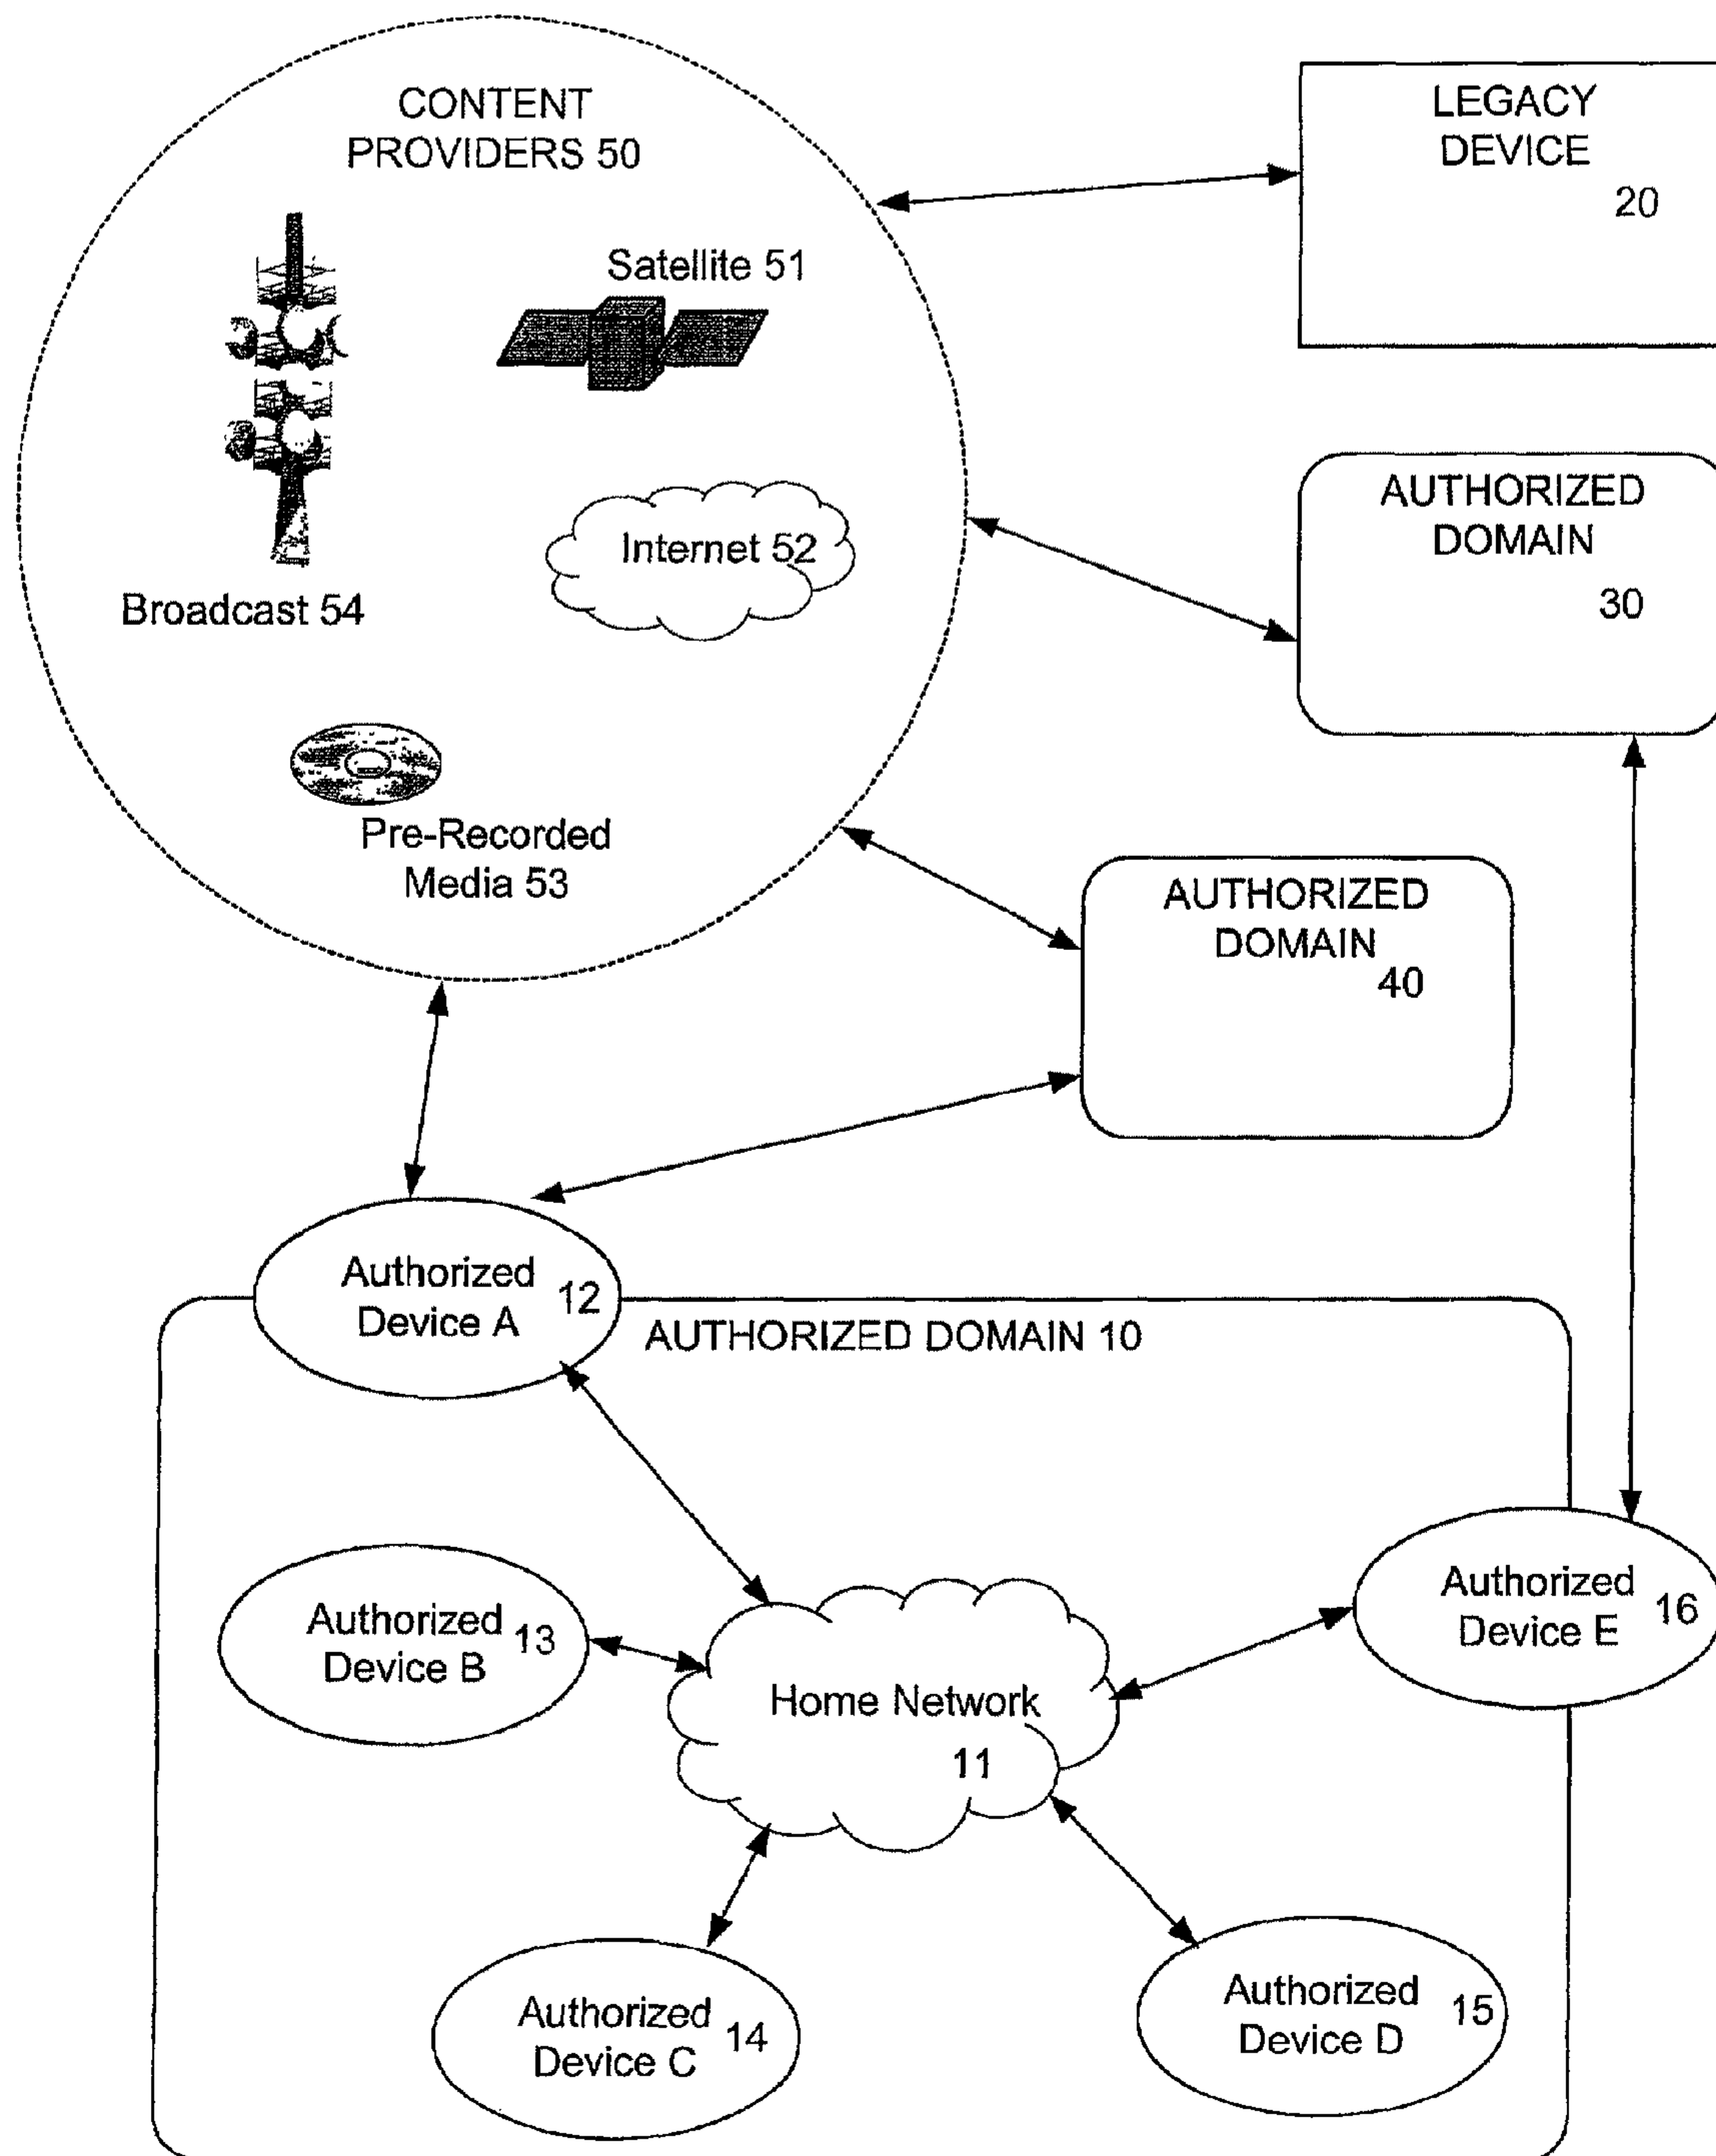 CONTENT
PROVIDERS 50
Satellite 51
Internet 52
Broadcast 54
Pre-Recorded
Media 53
LEGACY
DEVICE
20
AUTHORIZED
DOMAIN
30
AUTHORIZED
DOMAIN
40
Authorized
Device A
12
AUTHORIZED DOMAIN 10
Authorized
Device B
13
Home Network
11
Authorized
Device E
16
Authorized
Device C
14
Authorized
Device D
15